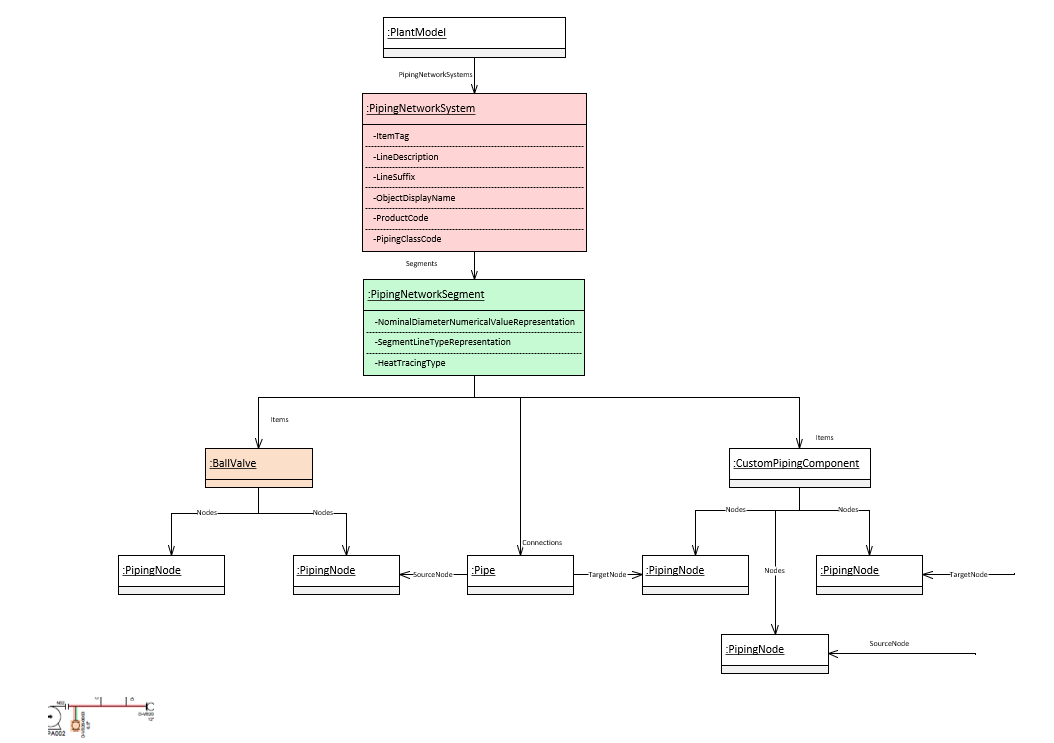 :PlantModel
PipingNetworkSystems
:PipingNetworkSystem
-ItemTag
-LineDescription
-LineSuffix
-ObjectDisplayName
-ProductCode
-PipingClassCode
Segments
:PipingNetworkSegment
-NominalDiameterNumericalValueRepresentation
-SegmentLineTypeRepresentation
-HeatTracingType
Items
Items
:BallValve
:CustomPipingComponent
Nodes
Nodes
Nodes
Nodes
Connections
:PipingNode
:PipingNode
SourceNode
:Pipe
TargetNode
:PipingNode
Nodes
:PipingNode
TargetNode
:PipingNode
SourceNode
PA002